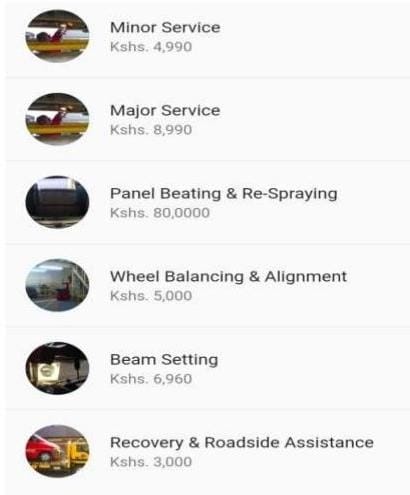 Minor Service
Kshs. 4,990
Major Service
Kshs. 8,990
Panel Beating & Re-Spraying
Kshs. 80,0000
Wheel Balancing & Alignment
Kshs. 5,000
Beam Setting
Kshs. 6,960
Recovery & Roadside Assistance
Kshs. 3,000